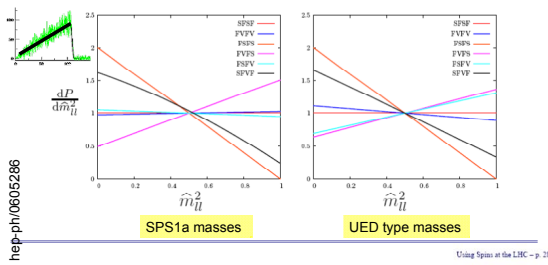 2.5
2
1.5
1
0.5
0
0 0.2 0.4 0.6 0.8 1
SFSF
FVFV
FSFS
FVFS
FSFV
SFVF
2.5
2
1.5
1
0.5
0
0 0.2 0.4 0.6 0.8 1
SFSF
FVFV
FSFS
FVFS
FSFV
SFVF
dP
dm̂²ll
m̂²ll
m̂²ll
SPS1a masses
UED type masses
hep-ph/0605286
Using Spins at the LHC – p. 28